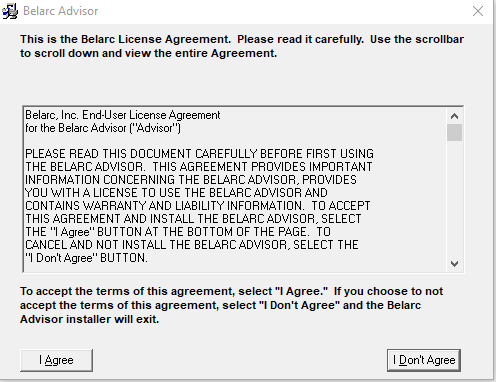 Belarc Advisor
This is the Belarc License Agreement.  Please read it carefully.  Use the scrollbar
to scroll down and view the entire Agreement.
Belarc, Inc. End-User License Agreement
for the Belarc Advisor ("Advisor")
PLEASE READ THIS DOCUMENT CAREFULLY BEFORE FIRST USING
THE BELARC ADVISOR.  THIS AGREEMENT PROVIDES IMPORTANT
INFORMATION CONCERNING THE BELARC ADVISOR, PROVIDES
YOU WITH A LICENSE TO USE THE BELARC ADVISOR AND
CONTAINS WARRANTY AND LIABILITY INFORMATION.  TO ACCEPT
THIS AGREEMENT AND INSTALL THE BELARC ADVISOR, SELECT
THE "I Agree" BUTTON AT THE BOTTOM OF THE PAGE.  TO
CANCEL AND NOT INSTALL THE BELARC ADVISOR, SELECT THE
"I Don't Agree" BUTTON.
To accept the terms of this agreement, select "I Agree."  If you choose to not
accept the terms of this agreement, select "I Don't Agree" and the Belarc
Advisor installer will exit.
I Agree
I Don't Agree